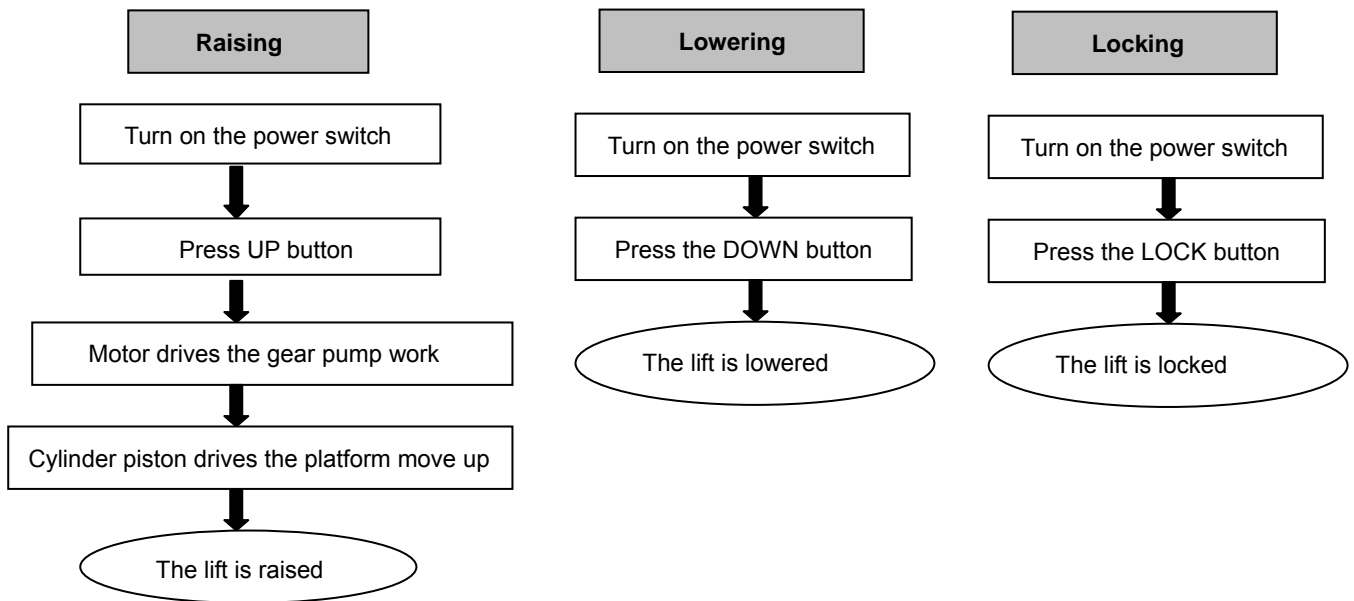 Raising
Turn on the power switch
Press UP button
Motor drives the gear pump work
Cylinder piston drives the platform move up
The lift is raised
Lowering
Turn on the power switch
Press the DOWN button
The lift is lowered
Locking
Turn on the power switch
Press the LOCK button
The lift is locked